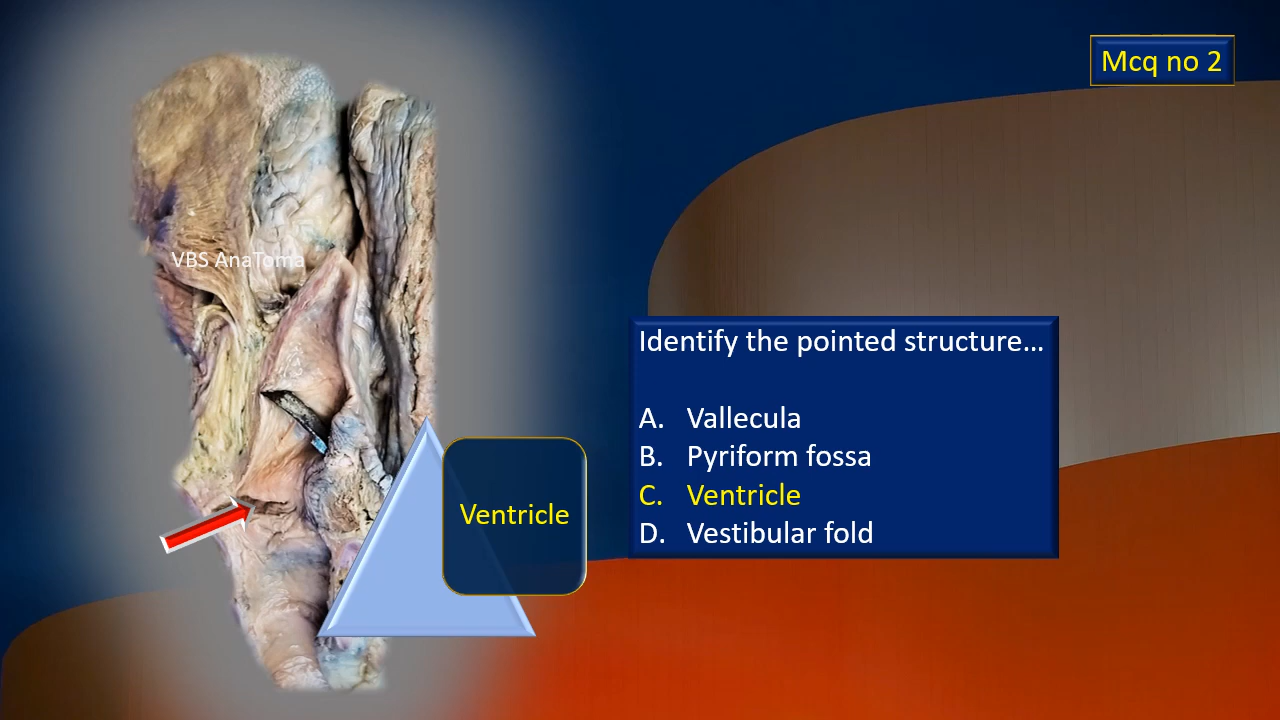 Mcq no 2
VBS AnaToma
Identify the pointed structure...
A. Vallecula
B. Pyriform fossa
C. Ventricle
D. Vestibular fold
Ventricle